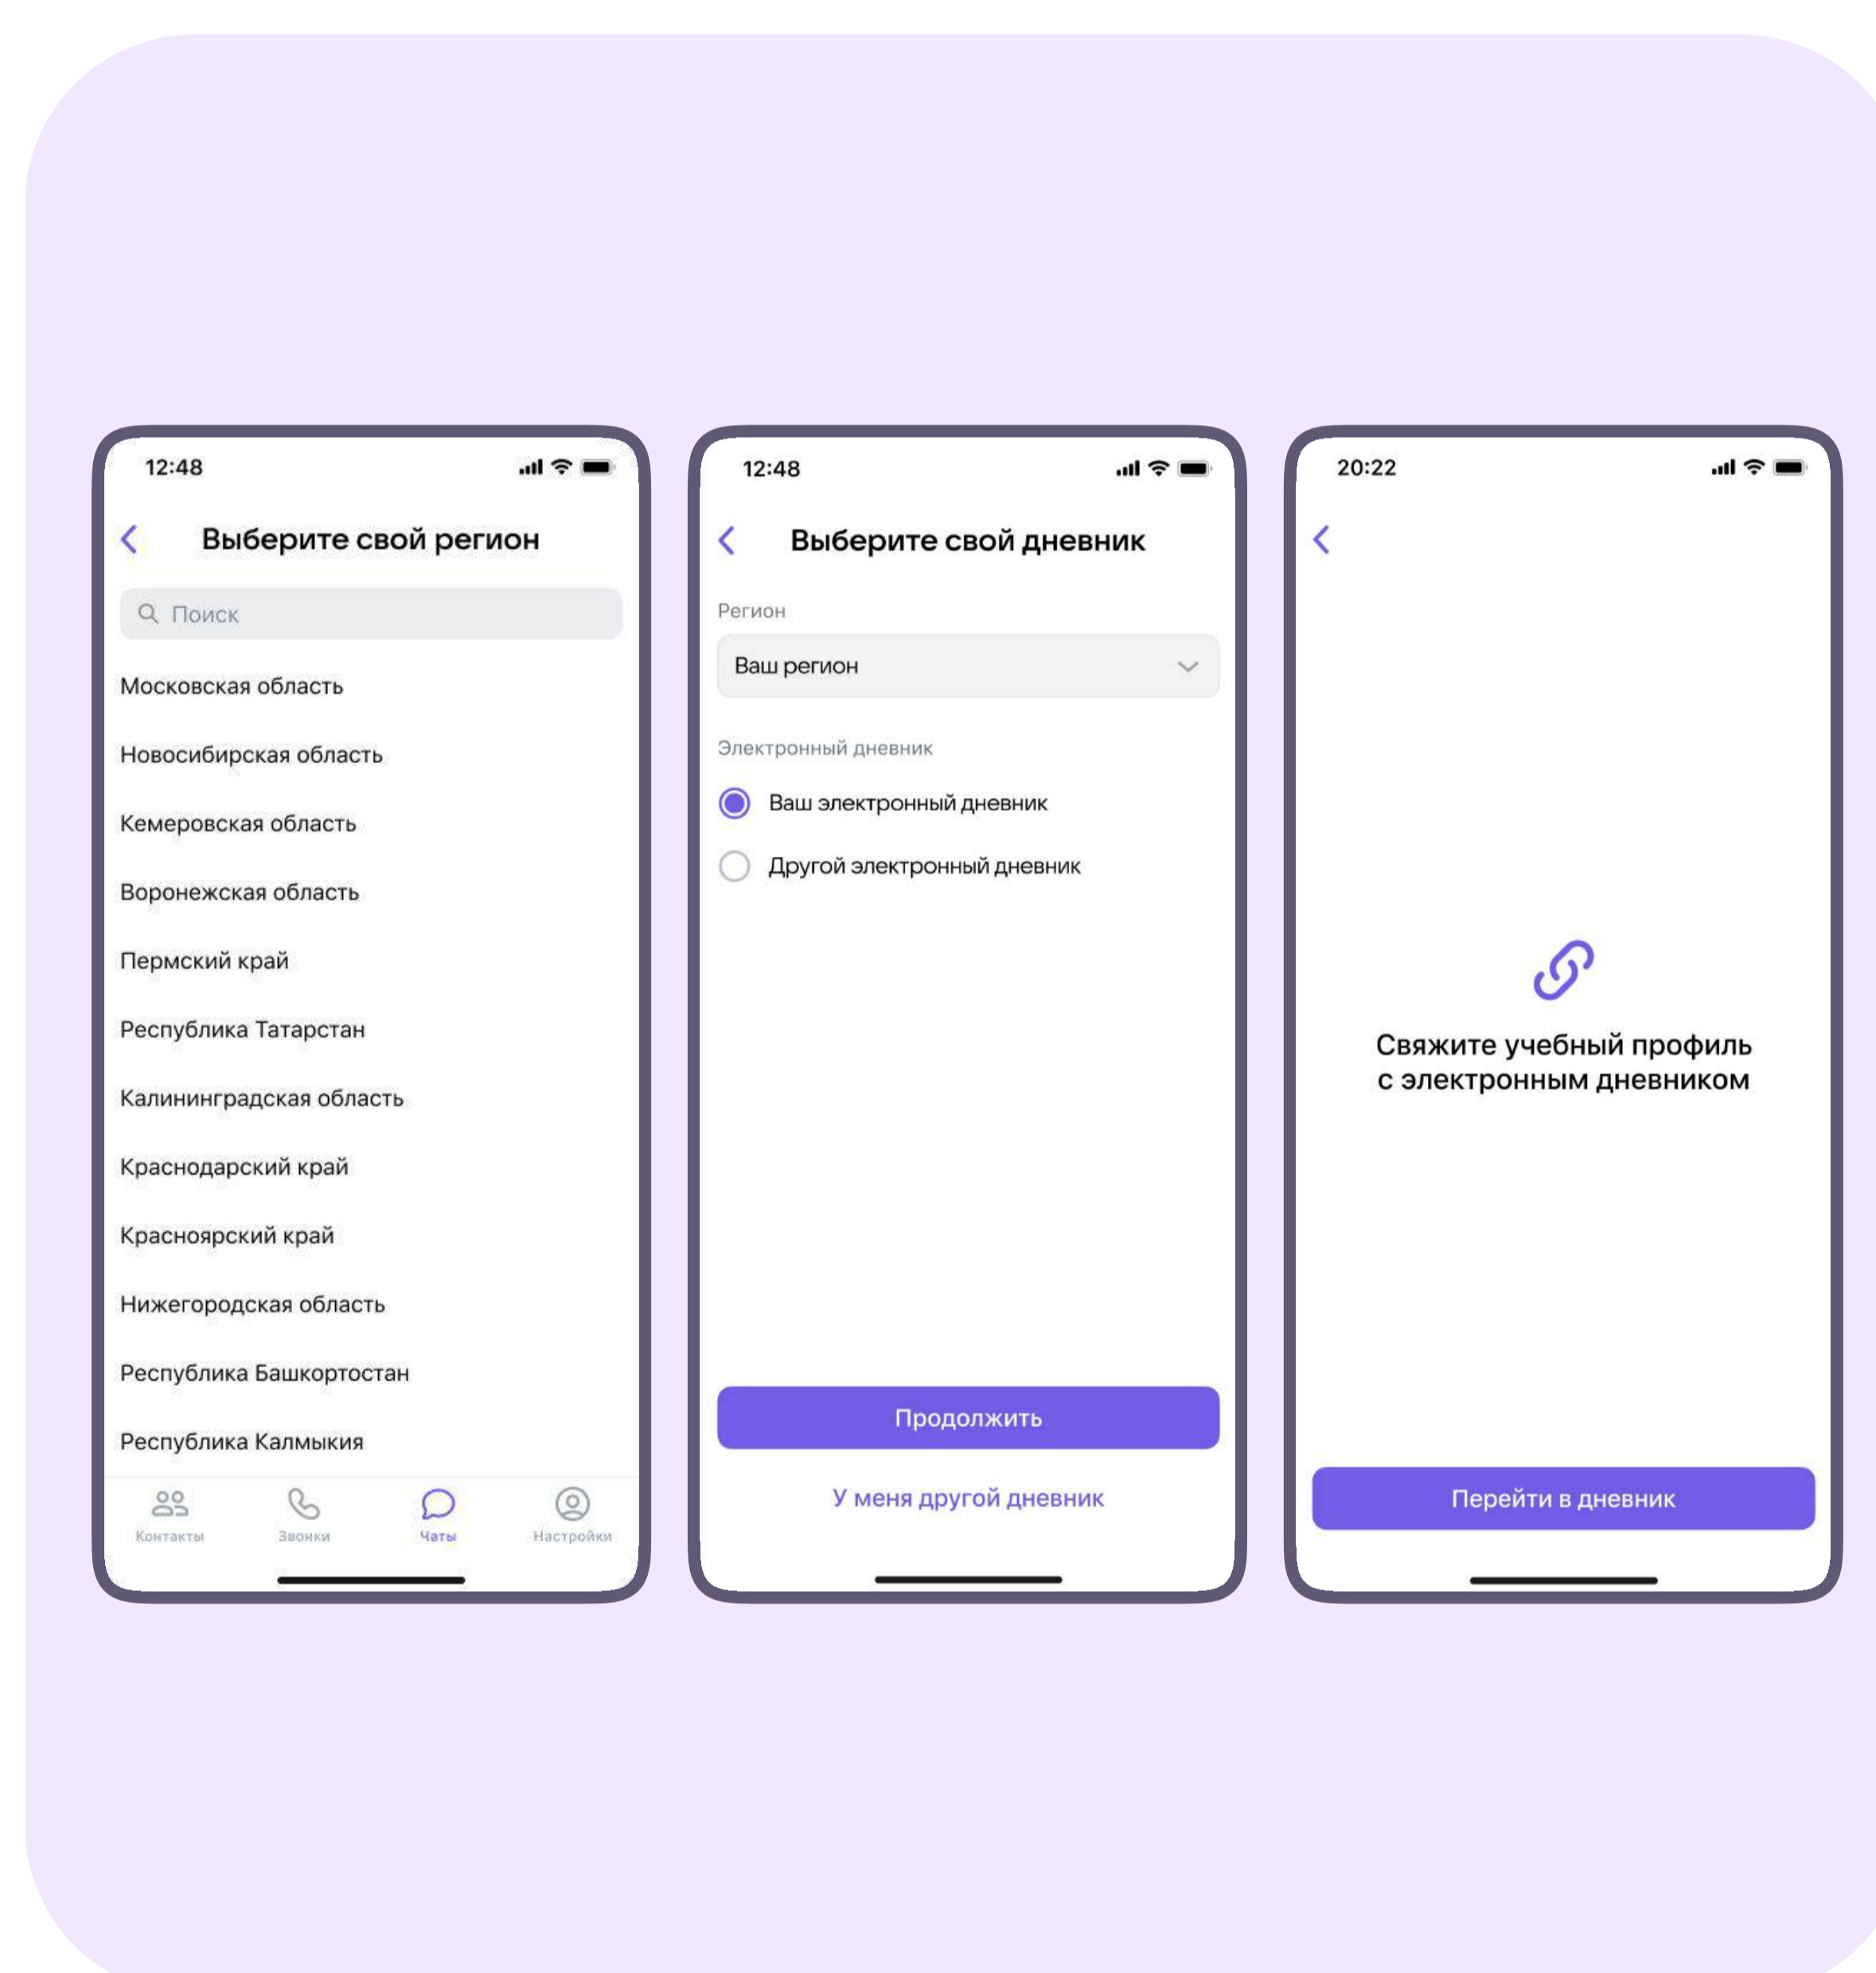 12:48
Выберите свой регион
Поиск
Московская область
Новосибирская область
Кемеровская область
Воронежская область
Пермский край
Республика Татарстан
Калининградская область
Краснодарский край
Красноярский край
Нижегородская область
Республика Башкортостан
Республика Калмыкия
Контакты Звонки Чаты Настройки
12:48
Выберите свой дневник
Регион
Ваш регион
Электронный дневник
Ваш электронный дневник
Другой электронный дневник
Продолжить
У меня другой дневник
20:22
Свяжите учебный профиль
с электронным дневником
Перейти в дневник